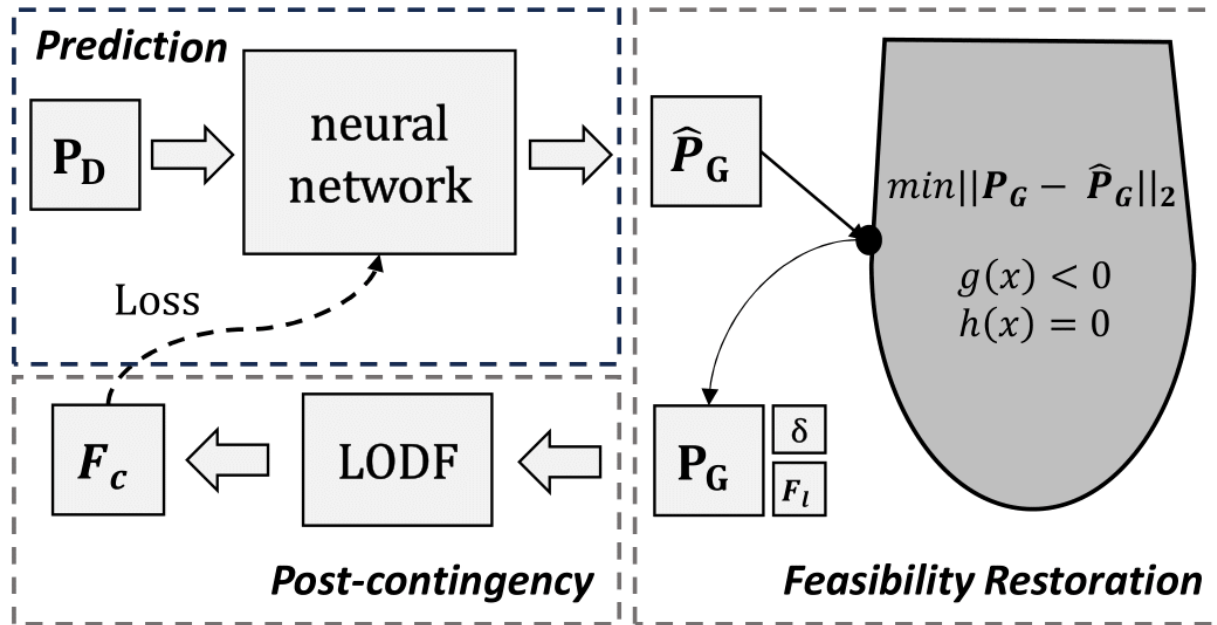 Prediction
P_D
neural
network
P̂_G
min||P_G − P̂_G||_2
g(x) < 0
h(x) = 0
Loss
F_c
LODF
P_G
δ
F_l
Post-contingency
Feasibility Restoration